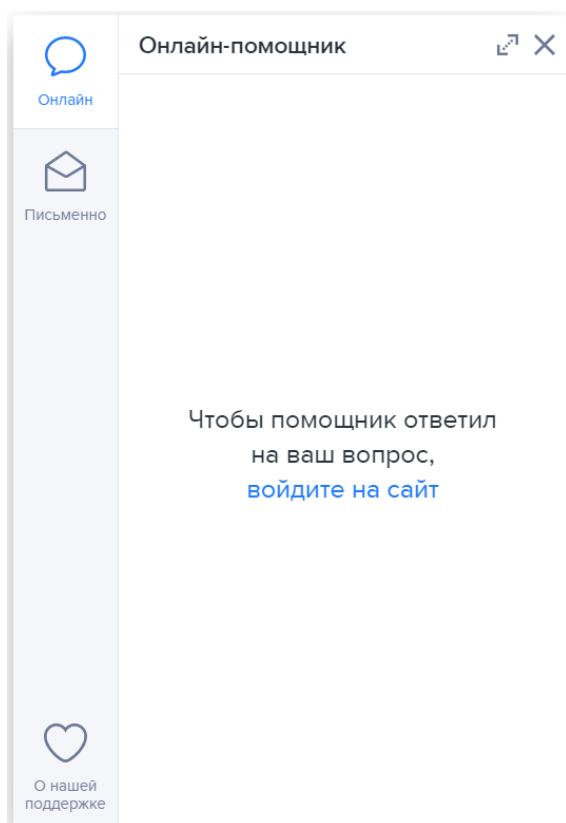 Онлайн
Письменно
О нашей
поддержке
Онлайн-помощник
Чтобы помощник ответил
на ваш вопрос,
войдите на сайт